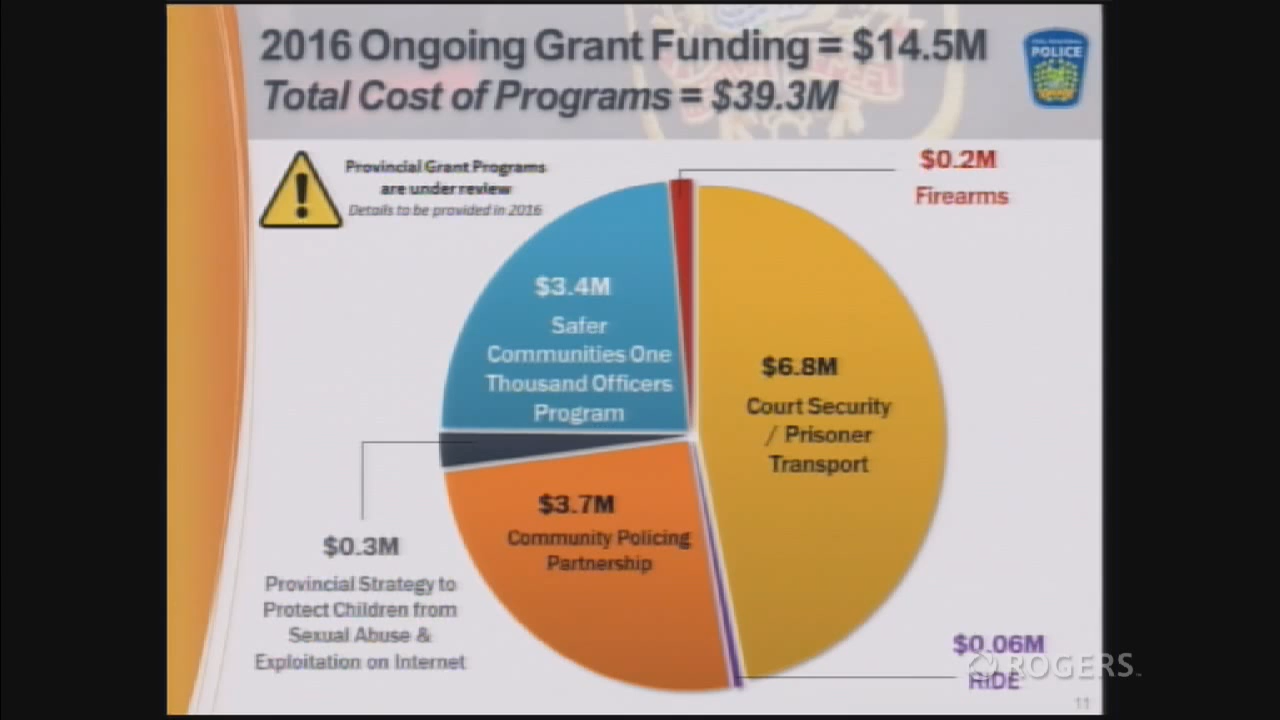 2016 Ongoing Grant Funding = $14.5M
Total Cost of Programs = $39.3M
POLICE
Provincial Grant Programs
are under review
Details to be provided in 2016
$0.2M
Firearms
$3.4M
Safer
Communities One
Thousand Officers
Program
$6.8M
Court Security
/ Prisoner
Transport
$3.7M
Community Policing
Partnership
$0.3M
Provincial Strategy to
Protect Children from
Sexual Abuse &
Exploitation on Internet
$0.06M
RIDE
ROGERS™
11